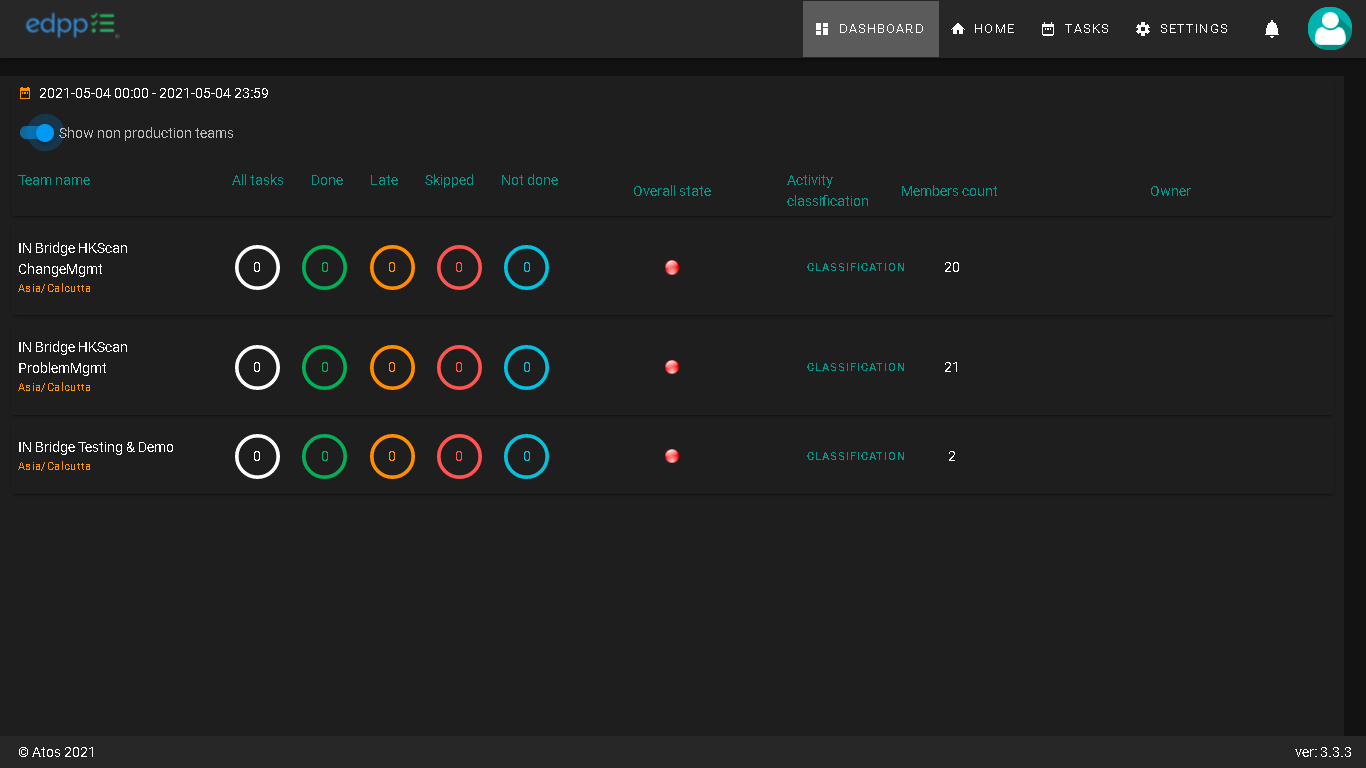 edpp
DASHBOARD HOME TASKS SETTINGS
2021-05-04 00:00 - 2021-05-04 23:59
Show non production teams
Team name All tasks Done Late Skipped Not done Overall state Activity classification Members count Owner
IN Bridge HKScan
ChangeMgmt
Asia/Calcutta
0 0 0 0 0 CLASSIFICATION 20
IN Bridge HKScan
ProblemMgmt
Asia/Calcutta
0 0 0 0 0 CLASSIFICATION 21
IN Bridge Testing & Demo
Asia/Calcutta
0 0 0 0 0 CLASSIFICATION 2
© Atos 2021
ver: 3.3.3